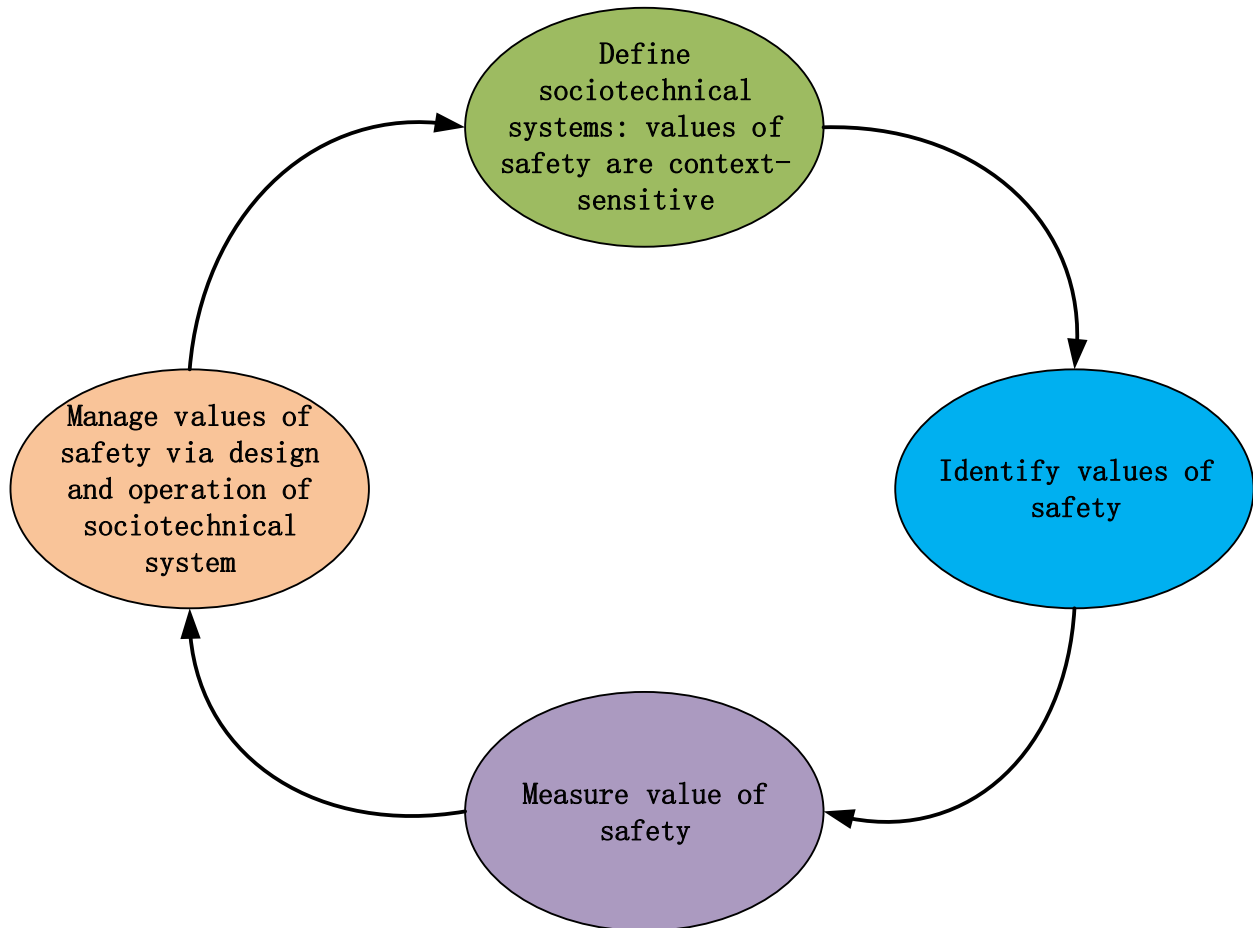 Define
sociotechnical
systems: values of
safety are context-
sensitive
Identify values of
safety
Measure value of
safety
Manage values of
safety via design
and operation of
sociotechnical
system